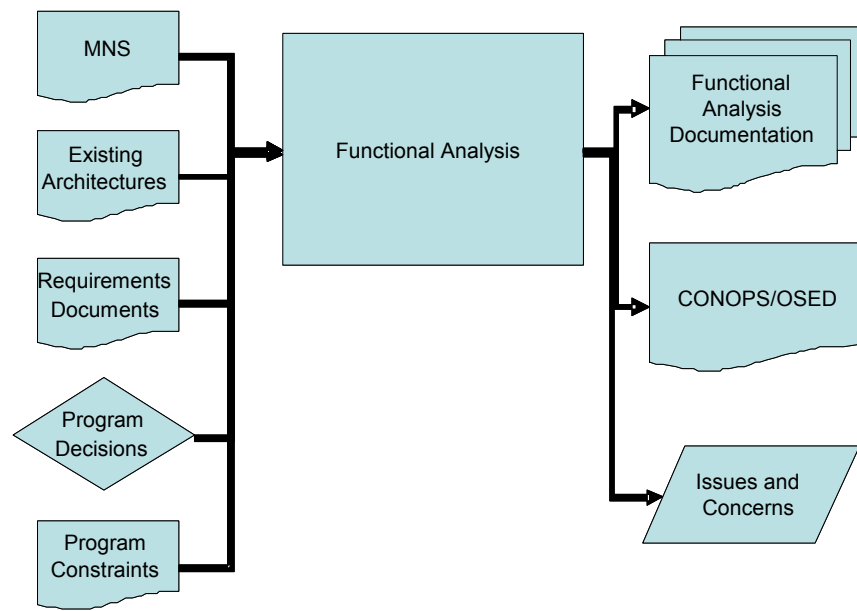 MNS
Existing
Architectures
Requirements
Documents
Program
Decisions
Program
Constraints
Functional Analysis
Functional
Analysis
Documentation
CONOPS/OSED
Issues and
Concerns